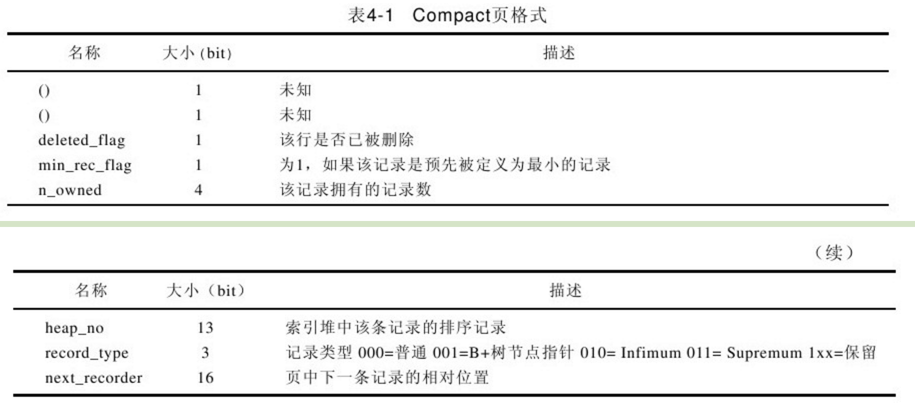 表4-1 Compact页格式
名称 大小 (bit) 描述
() 1 未知
() 1 未知
deleted_flag 1 该行是否已被删除
min_rec_flag 1 为1，如果该记录是预先被定义为最小的记录
n_owned 4 该记录拥有的记录数
（续）
名称 大小（bit） 描述
heap_no 13 索引堆中该条记录的排序记录
record_type 3 记录类型 000=普通 001=B+树节点指针 010= Infimum 011= Supremum 1xx=保留
next_recorder 16 页中下一条记录的相对位置